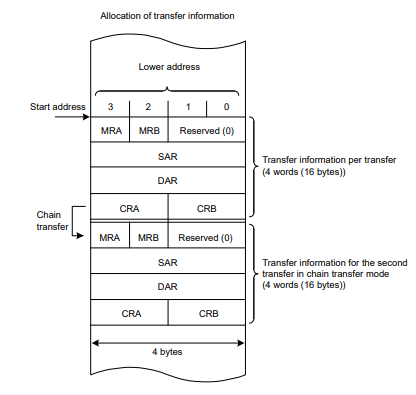 Allocation of transfer information
Lower address
Start address
3 2 1 0
MRA MRB Reserved (0)
SAR
DAR
CRA CRB
Transfer information per transfer
(4 words (16 bytes))
Chain
transfer
MRA MRB Reserved (0)
SAR
DAR
CRA CRB
Transfer information for the second
transfer in chain transfer mode
(4 words (16 bytes))
4 bytes